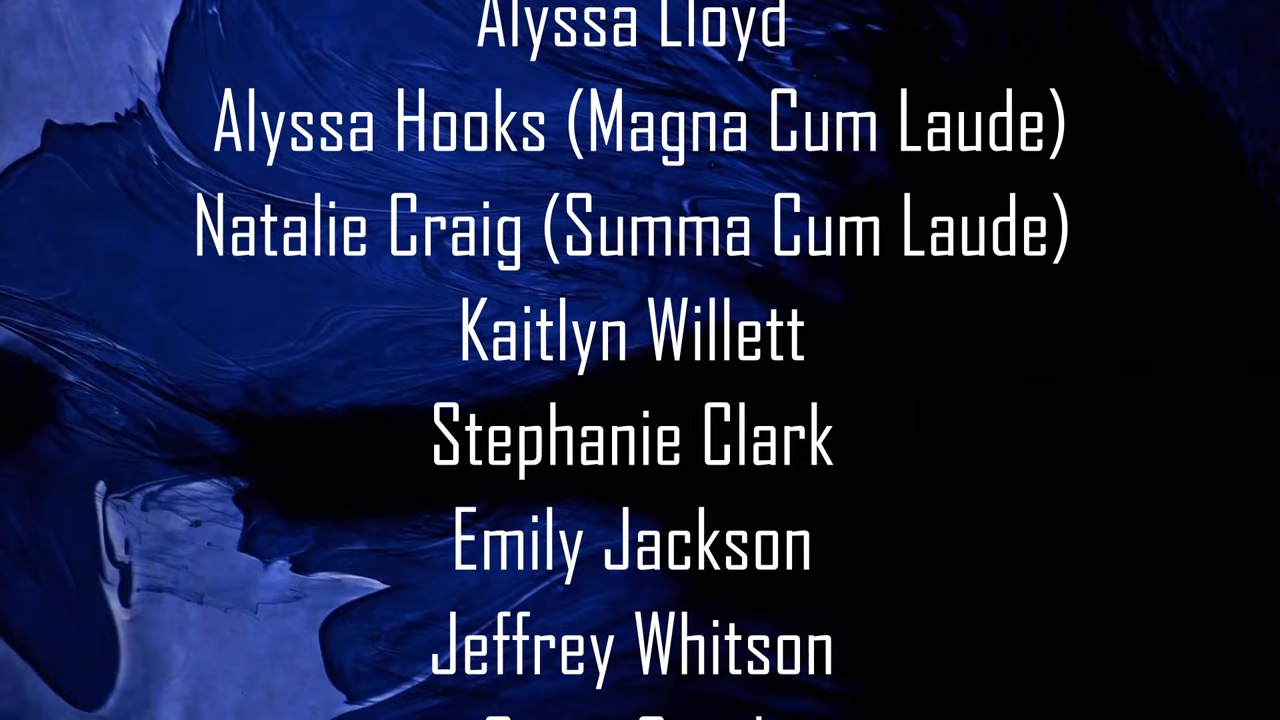 Alyssa Lloyd
Alyssa Hooks (Magna Cum Laude)
Natalie Craig (Summa Cum Laude)
Kaitlyn Willett
Stephanie Clark
Emily Jackson
Jeffrey Whitson